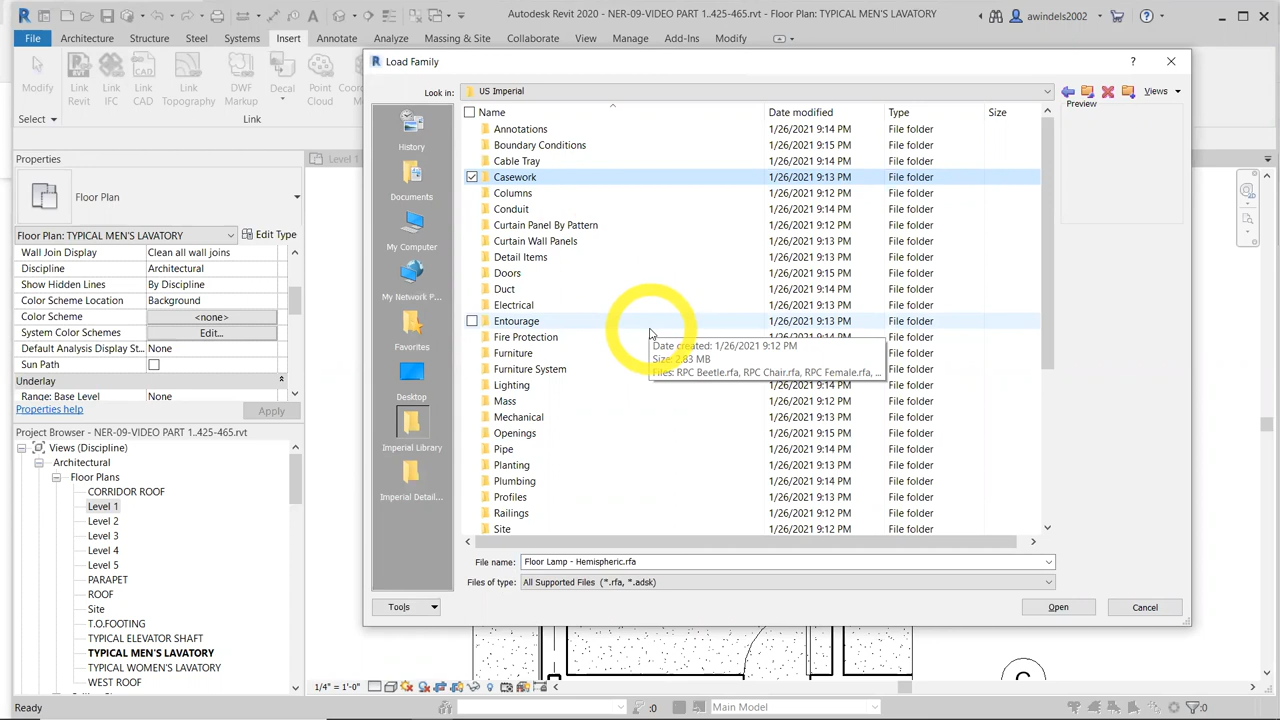 Autodesk Revit 2020 - NER-09-VIDEO PART 1..425-465.rvt - Floor Plan: TYPICAL MEN'S LAVATORY
awindels2002
File Architecture Structure Steel Systems Insert Annotate Analyze Massing & Site Collaborate View Manage Add-Ins Modify
Modify
Link Revit
Link IFC
Link CAD
Link Topography
DWF Markup
Decal
Point Cloud
Select
Link
Properties
Floor Plan
Floor Plan: TYPICAL MEN'S LAVATORY
Edit Type
Wall Join Display Clean all wall joins
Discipline Architectural
Show Hidden Lines By Discipline
Color Scheme Location Background
Color Scheme <none>
System Color Schemes Edit...
Default Analysis Display St... None
Sun Path
Underlay
Range: Base Level None
Properties help
Apply
Project Browser - NER-09-VIDEO PART 1..425-465.rvt
Views (Discipline)
Architectural
Floor Plans
CORRIDOR ROOF
Level 1
Level 2
Level 3
Level 4
Level 5
PARAPET
ROOF
Site
T.O.FOOTING
TYPICAL ELEVATOR SHAFT
TYPICAL MEN'S LAVATORY
TYPICAL WOMEN'S LAVATORY
WEST ROOF
Level 1
Load Family
?
Look in: US Imperial
Views
Preview
History
Documents
My Computer
My Network P...
Favorites
Desktop
Imperial Library
Imperial Detail...
Name Date modified Type Size
Annotations 1/26/2021 9:14 PM File folder
Boundary Conditions 1/26/2021 9:15 PM File folder
Cable Tray 1/26/2021 9:14 PM File folder
Casework 1/26/2021 9:13 PM File folder
Columns 1/26/2021 9:13 PM File folder
Conduit 1/26/2021 9:14 PM File folder
Curtain Panel By Pattern 1/26/2021 9:12 PM File folder
Curtain Wall Panels 1/26/2021 9:13 PM File folder
Detail Items 1/26/2021 9:14 PM File folder
Doors 1/26/2021 9:15 PM File folder
Duct 1/26/2021 9:14 PM File folder
Electrical 1/26/2021 9:13 PM File folder
Entourage 1/26/2021 9:13 PM File folder
Fire Protection 1/26/2021 9:14 PM File folder
Furniture File folder
Furniture System File folder
Lighting 1/26/2021 9:14 PM File folder
Mass 1/26/2021 9:12 PM File folder
Mechanical 1/26/2021 9:14 PM File folder
Openings 1/26/2021 9:15 PM File folder
Pipe 1/26/2021 9:14 PM File folder
Planting 1/26/2021 9:13 PM File folder
Plumbing 1/26/2021 9:14 PM File folder
Profiles 1/26/2021 9:13 PM File folder
Railings 1/26/2021 9:12 PM File folder
Site 1/26/2021 9:12 PM File folder
Date created: 1/26/2021 9:12 PM
Size: 2.83 MB
Files: RPC Beetle.rfa, RPC Chair.rfa, RPC Female.rfa, ...
File name: Floor Lamp - Hemispheric.rfa
Files of type: All Supported Files (*.rfa, *.adsk)
Tools
Open
Cancel
1/4" = 1'-0"
Ready
:0
Main Model
:0